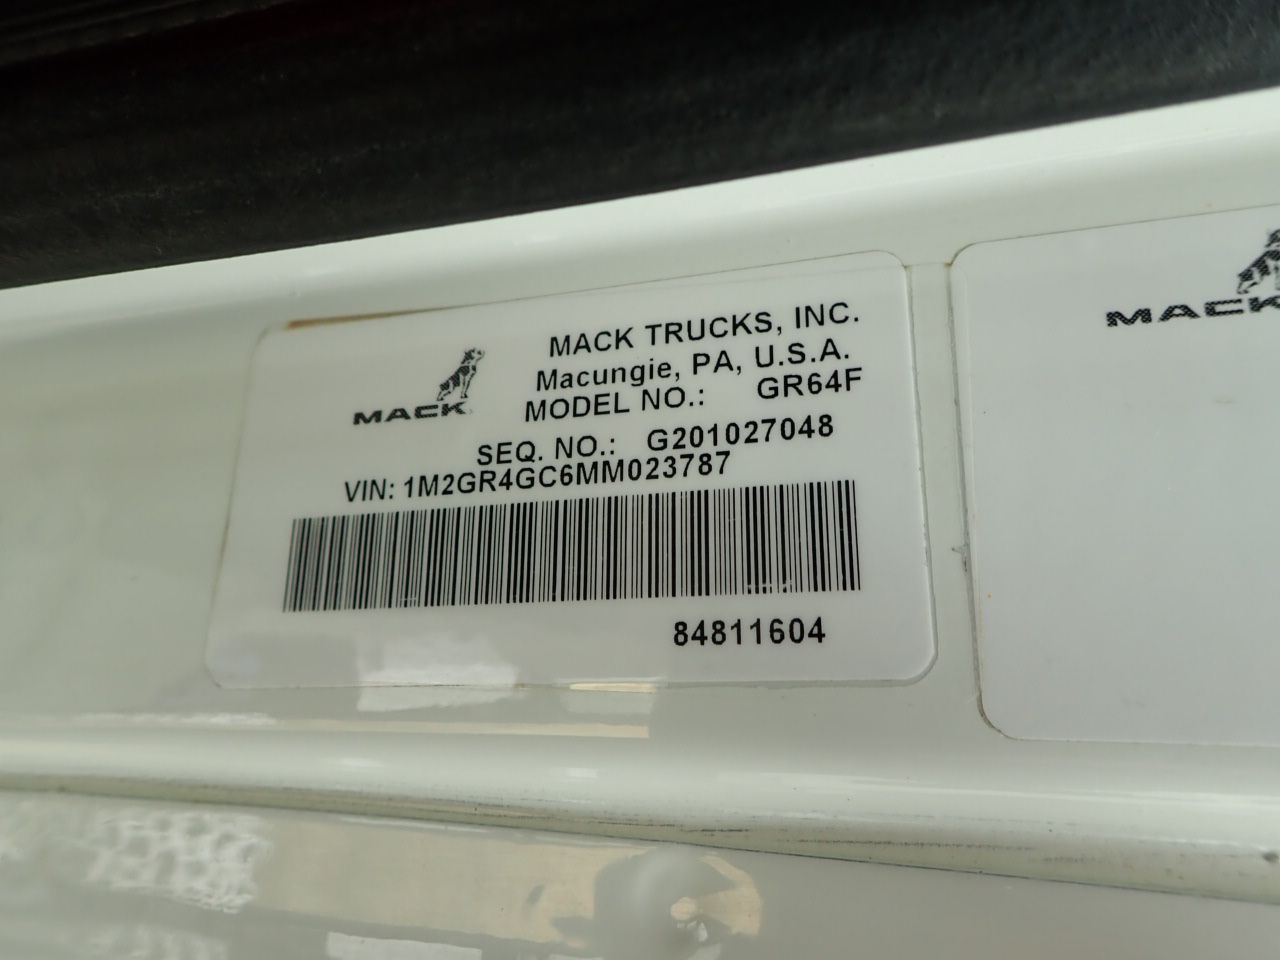 MACK TRUCKS, INC.
Macungie, PA, U.S.A.
MACK
MODEL NO.: GR64F
SEQ. NO.: G201027048
VIN: 1M2GR4GC6MM023787
84811604
MACK